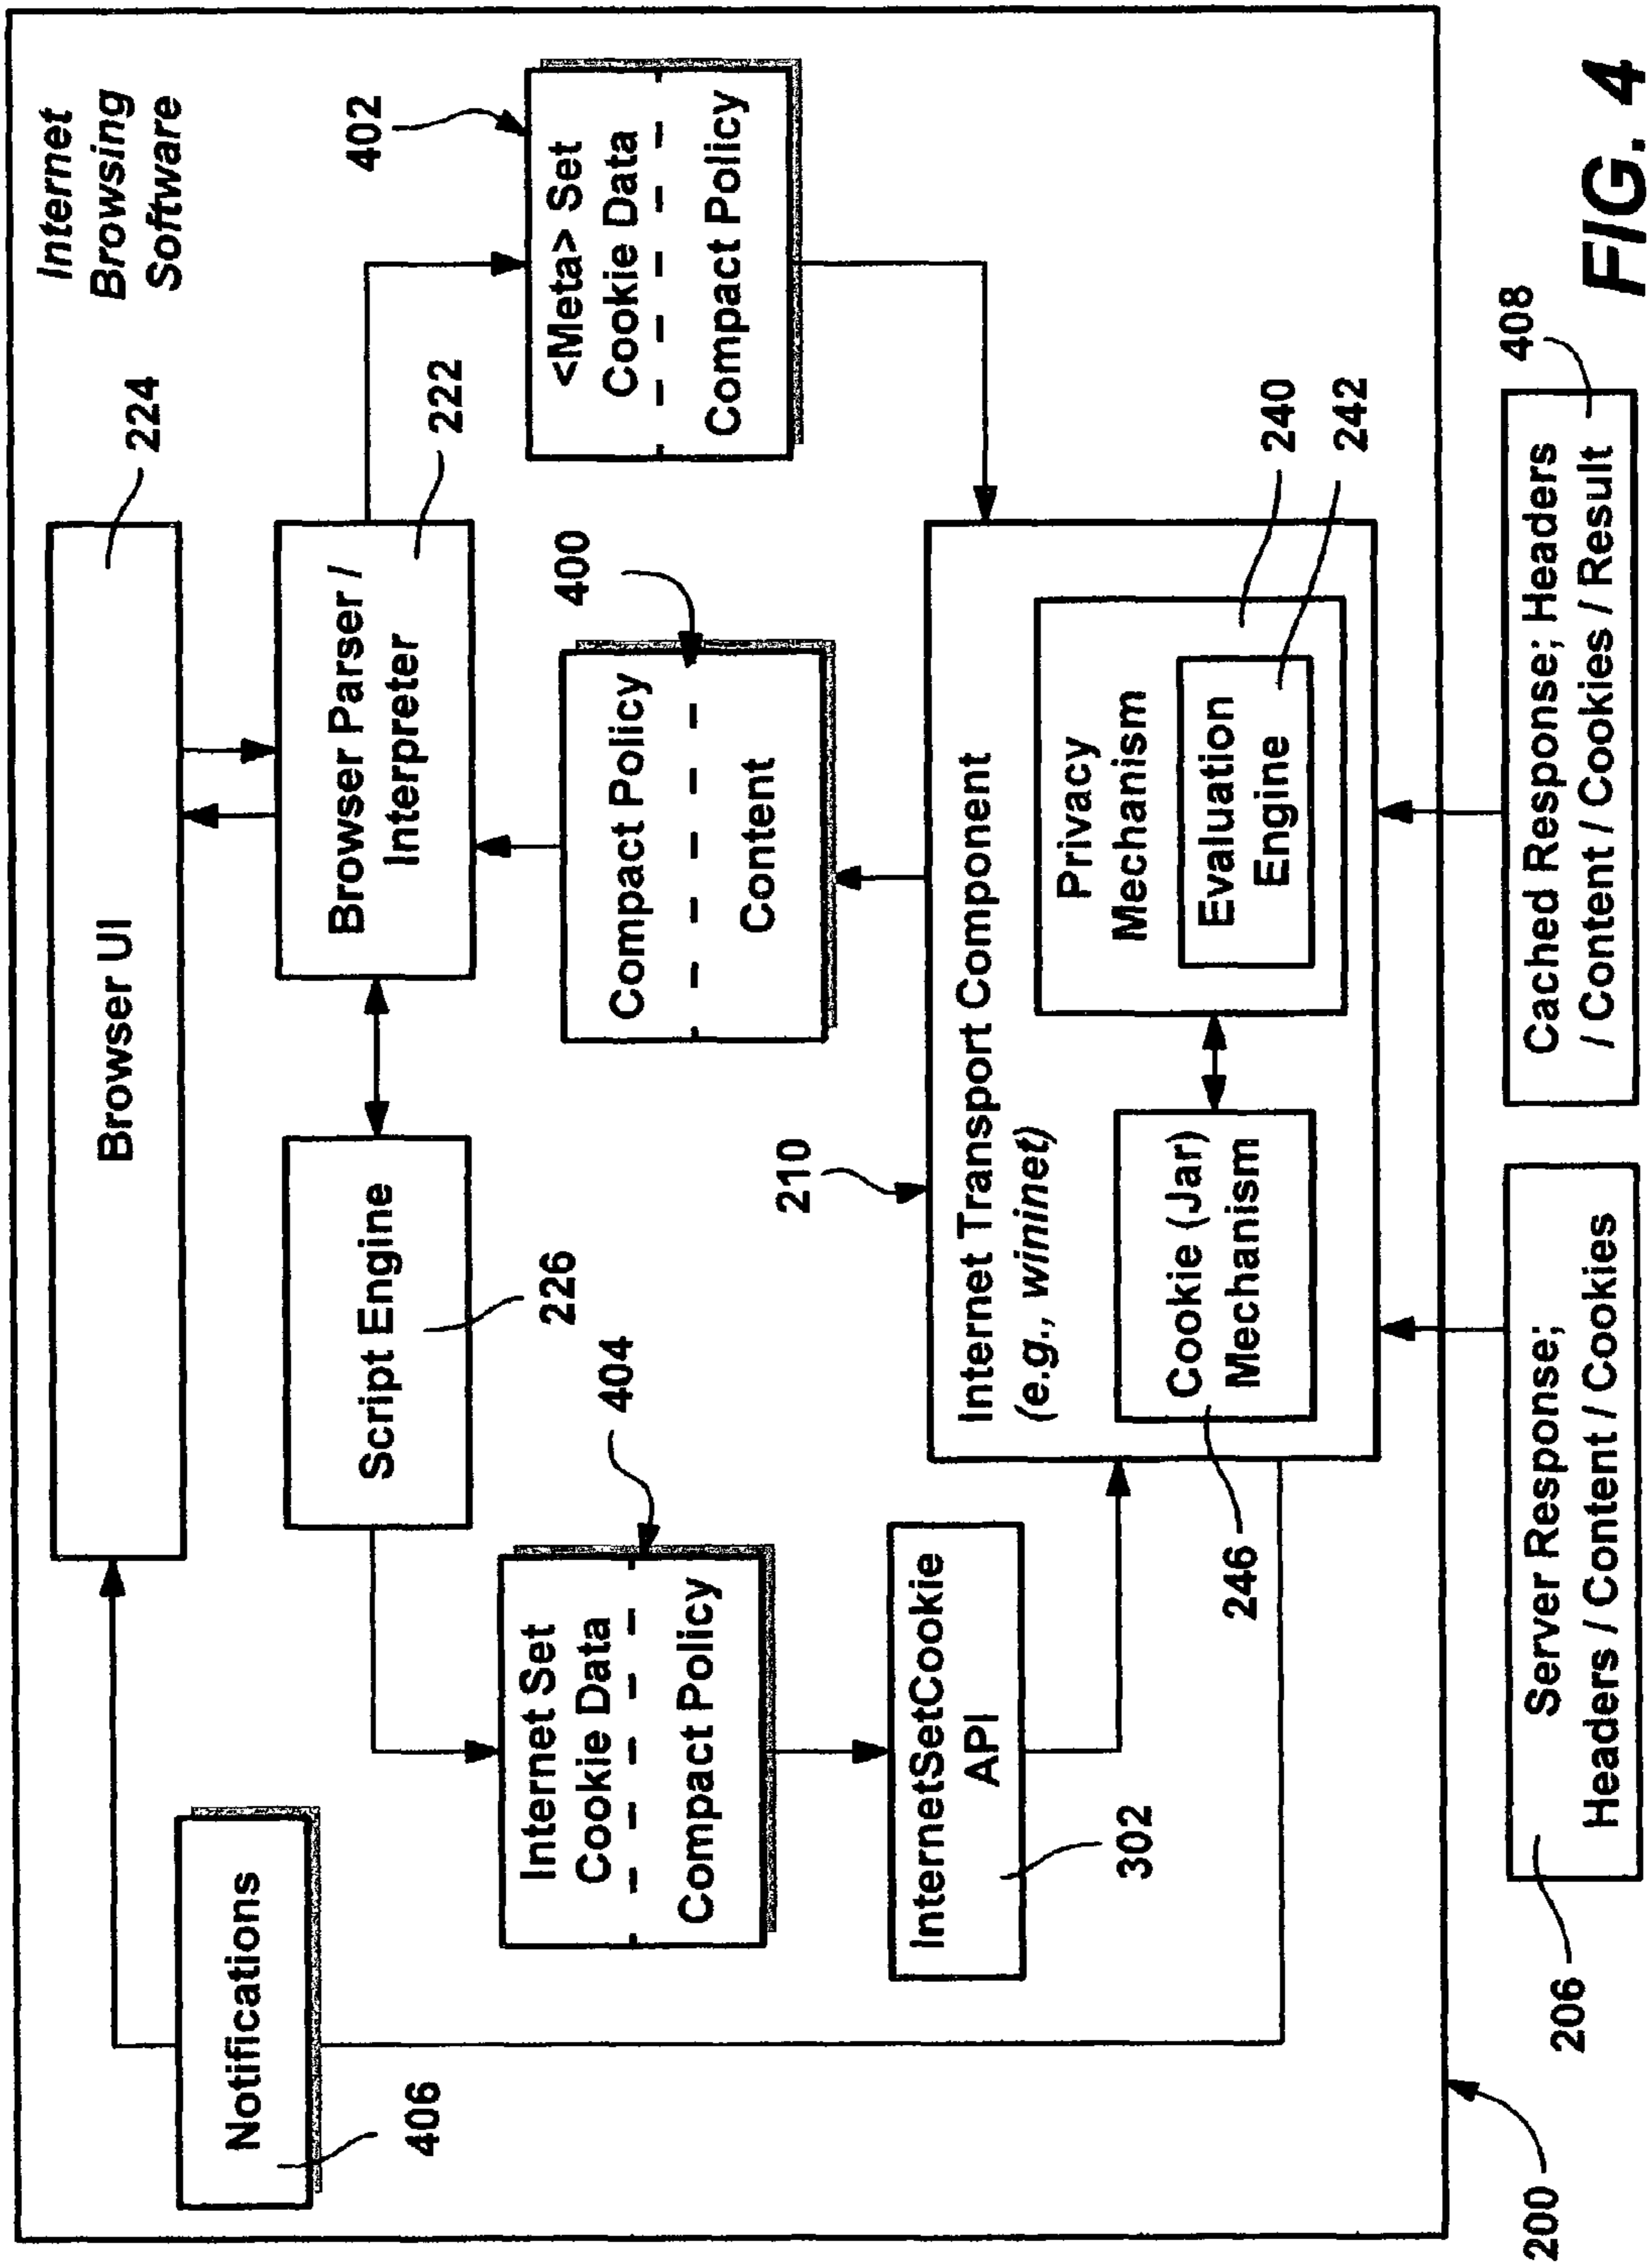 Internet
Browsing
Software
Browser UI
224
Notifications
406
Script Engine
226
Browser Parser /
Interpreter
222
402
<Meta> Set
Cookie Data
Compact Policy
Internet Set
Cookie Data
Compact Policy
404
Compact Policy
Content
400
InternetSetCookie
API
302
210
Internet Transport Component
(e.g., wininet)
Cookie (Jar)
Mechanism
246
Privacy
Mechanism
Evaluation
Engine
240
242
200
206
Server Response;
Headers / Content / Cookies
Cached Response; Headers
/ Content / Cookies / Result
408
FIG. 4